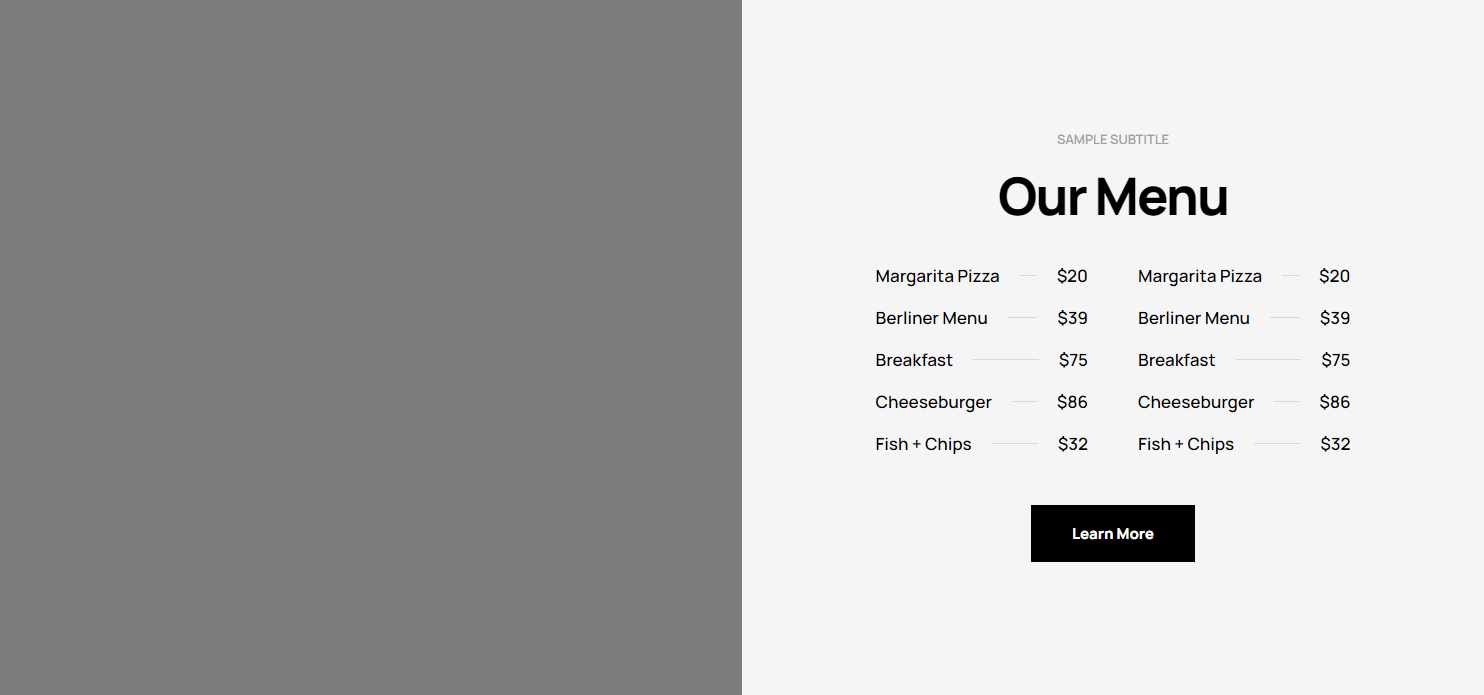 SAMPLE SUBTITLE
Our Menu
Margarita Pizza $20
Berliner Menu $39
Breakfast $75
Cheeseburger $86
Fish + Chips $32
Margarita Pizza $20
Berliner Menu $39
Breakfast $75
Cheeseburger $86
Fish + Chips $32
Learn More